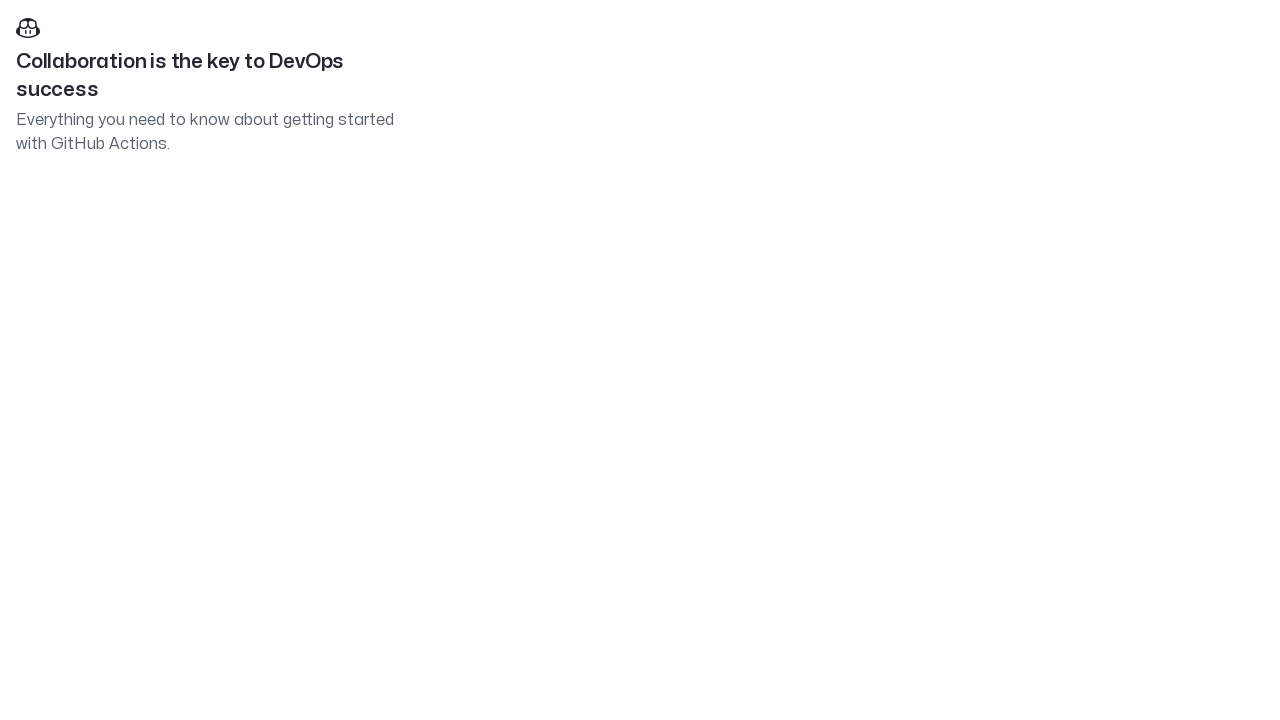 Collaboration is the key to DevOps
success
Everything you need to know about getting started
with GitHub Actions.